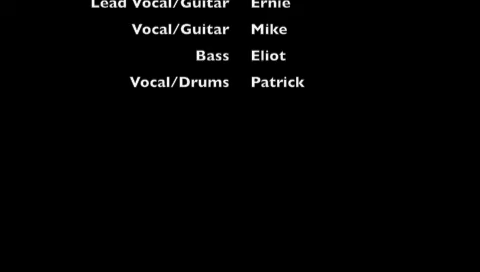 Lead Vocal/Guitar Ernie
Vocal/Guitar Mike
Bass Eliot
Vocal/Drums Patrick